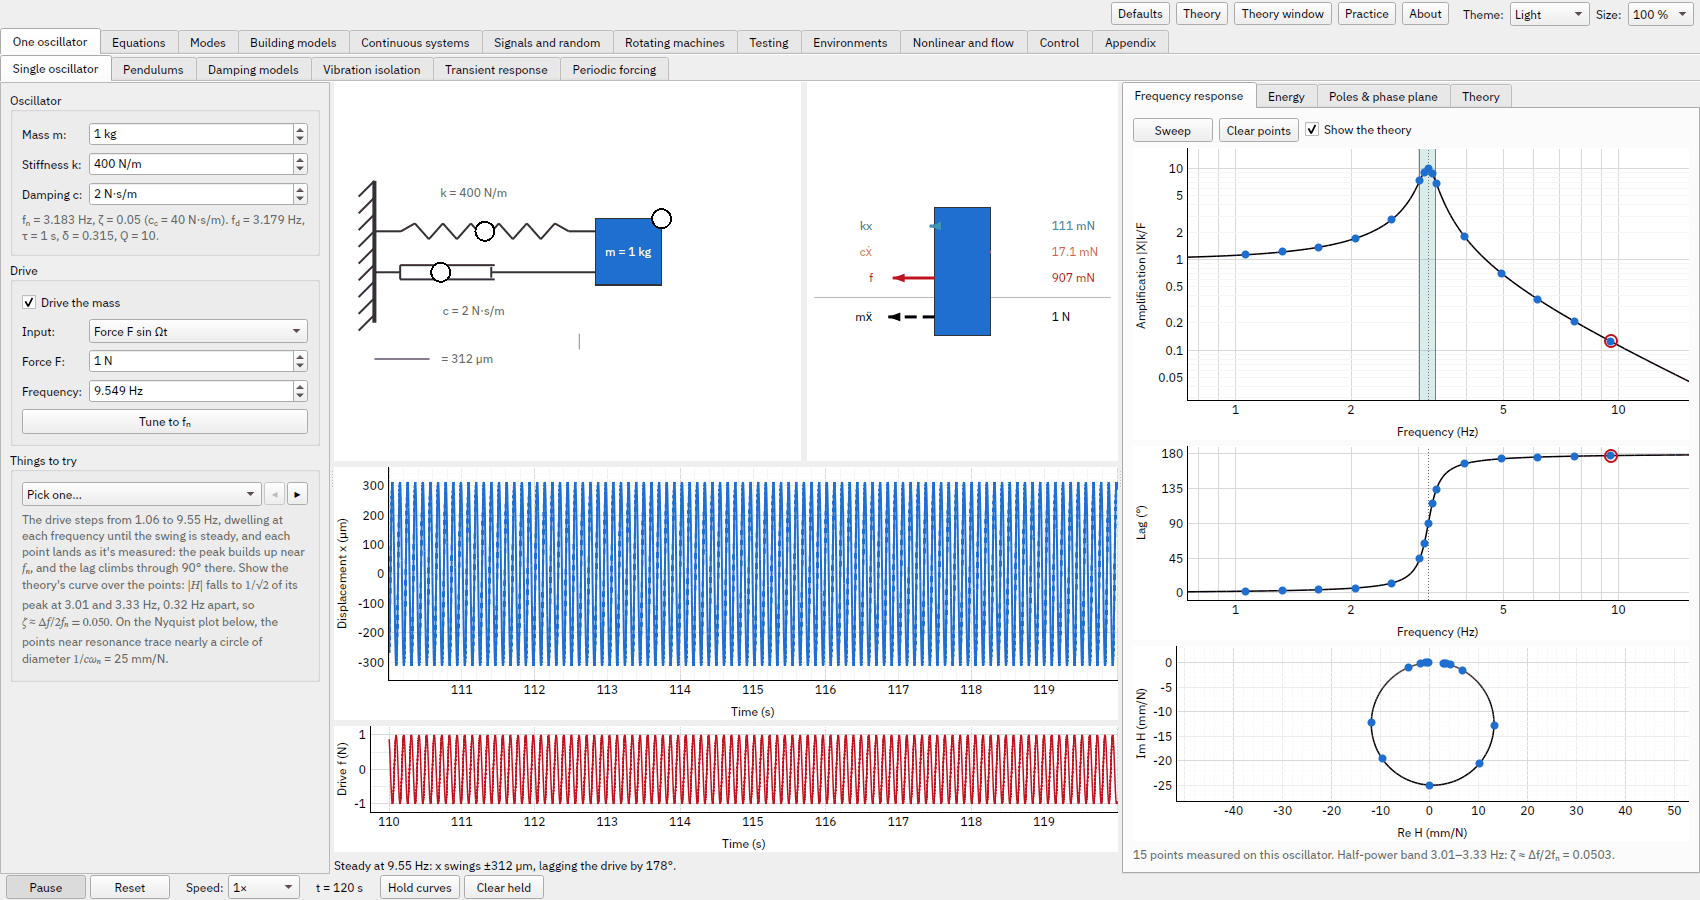 Defaults Theory Theory window Practice About Theme: Light Size: 100 %
One oscillator Equations Modes Building models Continuous systems Signals and random Rotating machines Testing Environments Nonlinear and flow Control Appendix
Single oscillator Pendulums Damping models Vibration isolation Transient response Periodic forcing
Oscillator
Mass m: 1 kg
Stiffness k: 400 N/m
Damping c: 2 N·s/m
fₙ = 3.183 Hz, ζ = 0.05 (c꜀ = 40 N·s/m). f_d = 3.179 Hz,
τ = 1 s, δ = 0.315, Q = 10.
Drive
Drive the mass
Input: Force F sin Ωt
Force F: 1 N
Frequency: 9.549 Hz
Tune to fₙ
Things to try
Pick one...
The drive steps from 1.06 to 9.55 Hz, dwelling at
each frequency until the swing is steady, and each
point lands as it's measured: the peak builds up near
fₙ, and the lag climbs through 90° there. Show the
theory's curve over the points: |H| falls to 1/√2 of its
peak at 3.01 and 3.33 Hz, 0.32 Hz apart, so
ζ ≈ Δf/2fₙ = 0.050. On the Nyquist plot below, the
points near resonance trace nearly a circle of
diameter 1/cωₙ = 25 mm/N.
k = 400 N/m
m = 1 kg
c = 2 N·s/m
= 312 µm
kx 111 mN
cẋ 17.1 mN
f 907 mN
mẍ 1 N
Displacement x (µm)
300
200
100
0
-100
-200
-300
111 112 113 114 115 116 117 118 119
Time (s)
Drive f (N)
1
0
-1
110 111 112 113 114 115 116 117 118 119
Time (s)
Steady at 9.55 Hz: x swings ±312 µm, lagging the drive by 178°.
Frequency response Energy Poles & phase plane Theory
Sweep Clear points Show the theory
Amplification |X|k/F
10
5
2
1
0.5
0.2
0.1
0.05
1 2 5 10
Frequency (Hz)
Lag (°)
180
135
90
45
0
1 2 5 10
Frequency (Hz)
Im H (mm/N)
0
-5
-10
-15
-20
-25
-40 -30 -20 -10 0 10 20 30 40 50
Re H (mm/N)
15 points measured on this oscillator. Half-power band 3.01–3.33 Hz: ζ ≈ Δf/2fₙ = 0.0503.
Pause Reset Speed: 1× t = 120 s Hold curves Clear held